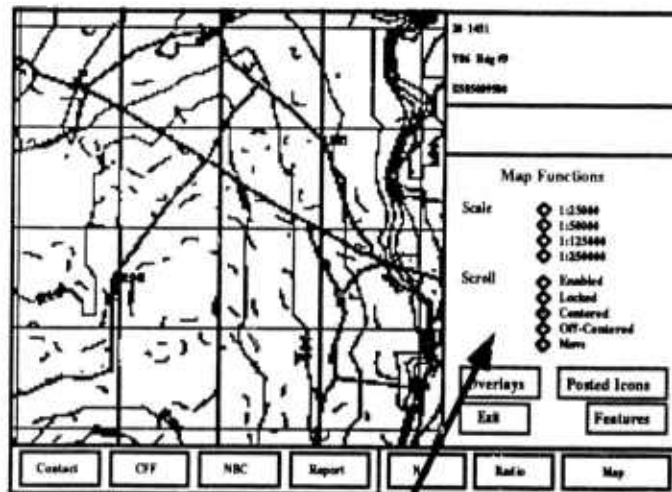 Map Functions
Scale
1:25000
1:50000
1:125000
1:250000
Scroll
Enabled
Locked
Centered
Off-Centered
Move
Overlays
Posted Icons
Exit
Features
Contact
CFF
NBC
Report
N
Radio
Map